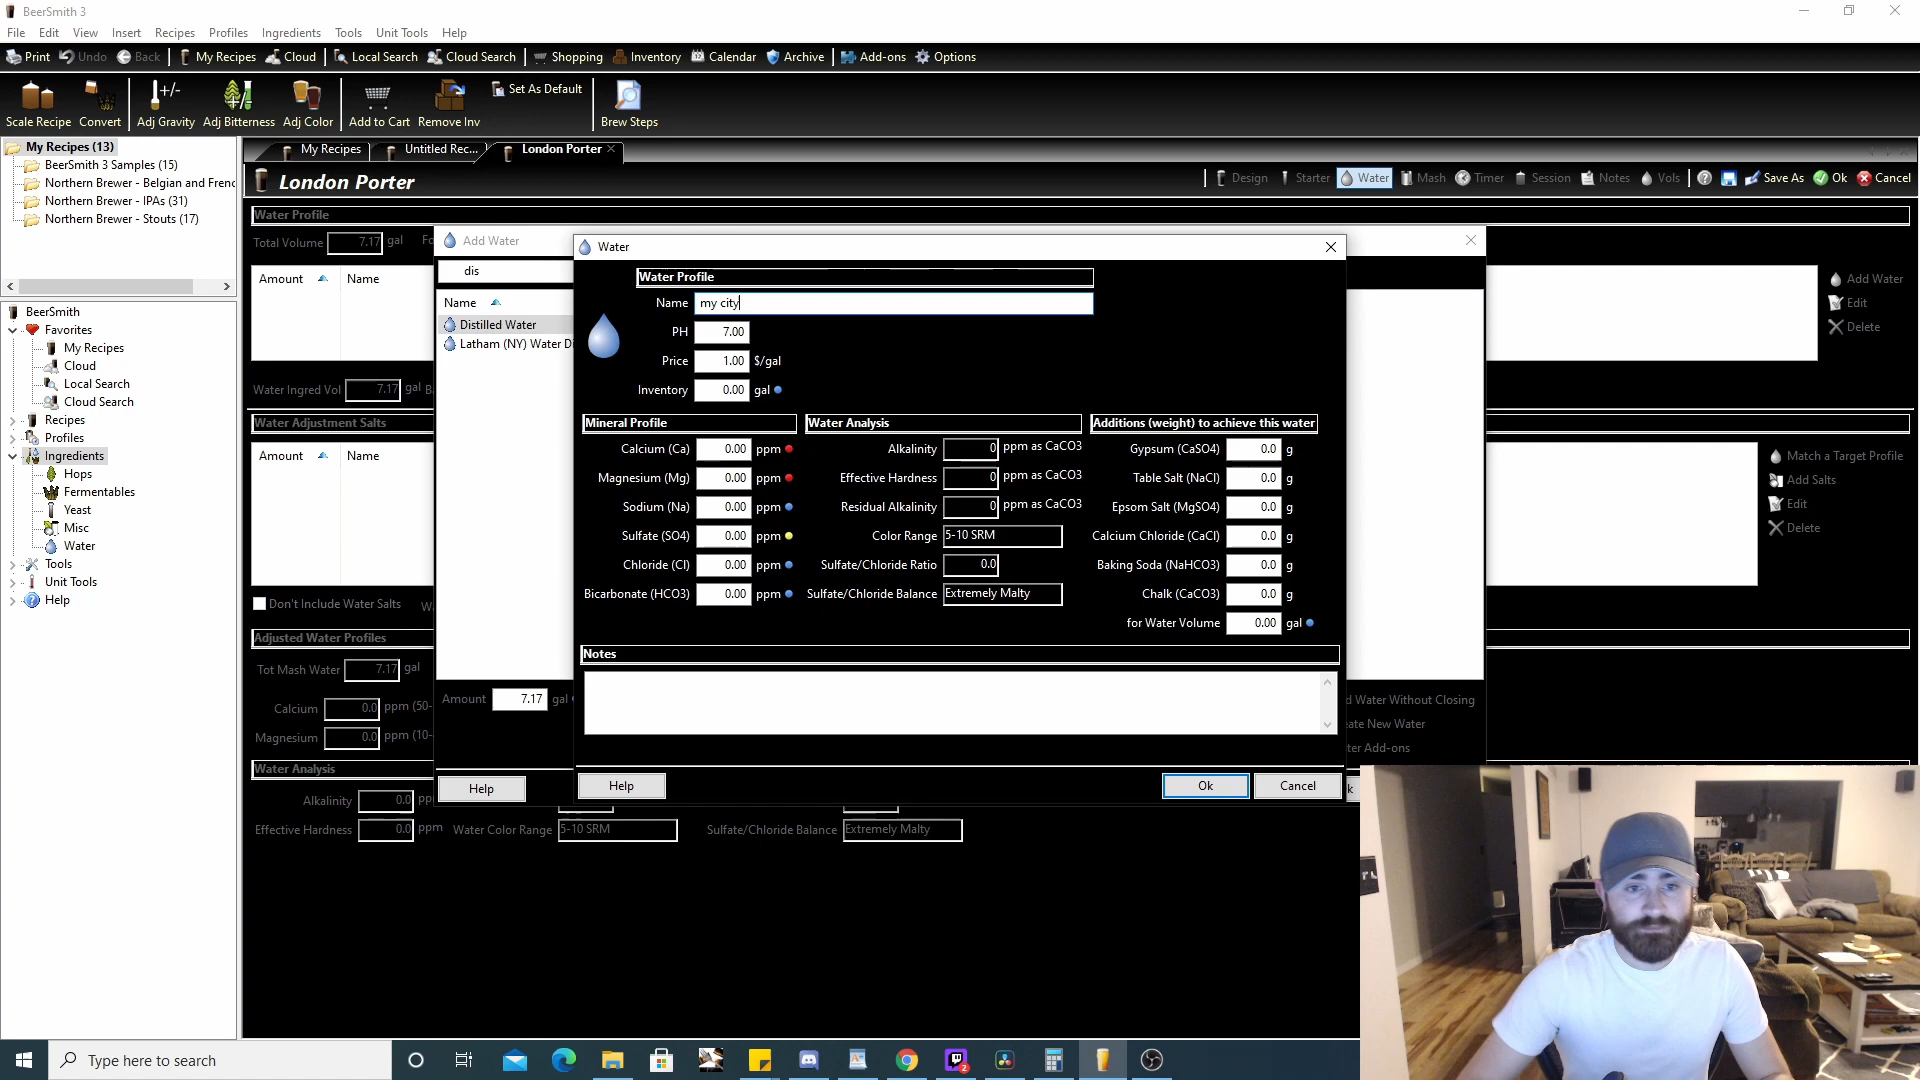 BeerSmith 3
File Edit View Insert Recipes Profiles Ingredients Tools Unit Tools Help
Print Undo Back My Recipes Cloud Local Search Cloud Search Shopping Inventory Calendar Archive Add-ons Options
Scale Recipe Convert Adj Gravity Adj Bitterness Adj Color Add to Cart Remove Inv Set As Default Brew Steps
My Recipes (13)
BeerSmith 3 Samples (15)
Northern Brewer - Belgian and Frenc
Northern Brewer - IPAs (31)
Northern Brewer - Stouts (17)
BeerSmith
Favorites
My Recipes
Cloud
Local Search
Cloud Search
Recipes
Profiles
Ingredients
Hops
Fermentables
Yeast
Misc
Water
Tools
Unit Tools
Help
My Recipes Untitled Rec... London Porter
London Porter
Design Starter Water Mash Timer Session Notes Vols Save As Ok Cancel
Water Profile
Total Volume 7.17 gal Fo
Amount Name
Add Water
Edit
Delete
Water Ingred Vol 7.17 gal B
Water Adjustment Salts
Amount Name
Match a Target Profile
Add Salts
Edit
Delete
Don't Include Water Salts W
Adjusted Water Profiles
Tot Mash Water 7.17 gal
Calcium 0.0 ppm (50-
Magnesium 0.0 ppm (10-
Water Analysis
Alkalinity 0.0 pp
Effective Hardness 0.0 ppm Water Color Range 5-10 SRM Sulfate/Chloride Balance Extremely Malty
Add Water
dis
Name
Distilled Water
Latham (NY) Water Di
Amount 7.17 gal
d Water Without Closing
eate New Water
ter Add-ons
Help
k
Water
Water Profile
Name my city
PH 7.00
Price 1.00 $/gal
Inventory 0.00 gal
Mineral Profile
Calcium (Ca) 0.00 ppm
Magnesium (Mg) 0.00 ppm
Sodium (Na) 0.00 ppm
Sulfate (SO4) 0.00 ppm
Chloride (Cl) 0.00 ppm
Bicarbonate (HCO3) 0.00 ppm
Water Analysis
Alkalinity 0 ppm as CaCO3
Effective Hardness 0 ppm as CaCO3
Residual Alkalinity 0 ppm as CaCO3
Color Range 5-10 SRM
Sulfate/Chloride Ratio 0.0
Sulfate/Chloride Balance Extremely Malty
Additions (weight) to achieve this water
Gypsum (CaSO4) 0.0 g
Table Salt (NaCl) 0.0 g
Epsom Salt (MgSO4) 0.0 g
Calcium Chloride (CaCl) 0.0 g
Baking Soda (NaHCO3) 0.0 g
Chalk (CaCO3) 0.0 g
for Water Volume 0.00 gal
Notes
Help Ok Cancel
Type here to search
2